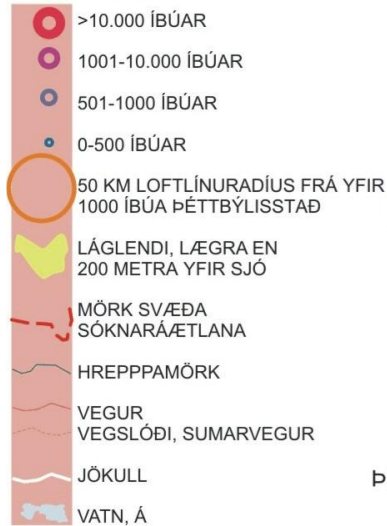 >10.000 ÍBÚAR
1001-10.000 ÍBÚAR
501-1000 ÍBÚAR
0-500 ÍBÚAR
50 KM LOFTLÍNURADÍUS FRÁ YFIR
1000 ÍBÚA ÞÉTTBÝLISSTAÐ
LÁGLENDI, LÆGRA EN
200 METRA YFIR SJÓ
MÖRK SVÆÐA
SÓKNARÁÆTLANA
HREPPPAMÖRK
VEGUR
VEGSLÓÐI, SUMARVEGUR
JÖKULL
Þ
VATN, Á